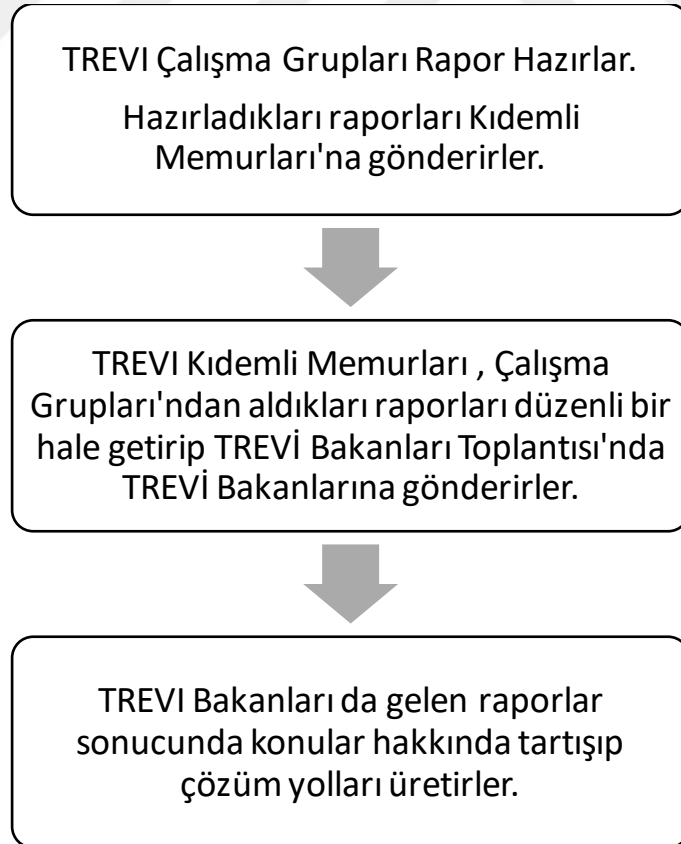 TREVI Çalışma Grupları Rapor Hazırlar.
Hazırladıkları raporları Kıdemli
Memurları'na gönderirler.
TREVI Kıdemli Memurları , Çalışma
Grupları'ndan aldıkları raporları düzenli bir
hale getirip TREVİ Bakanları Toplantısı'nda
TREVİ Bakanlarına gönderirler.
TREVI Bakanları da gelen raporlar
sonucunda konular hakkında tartışıp
çözüm yolları üretirler.